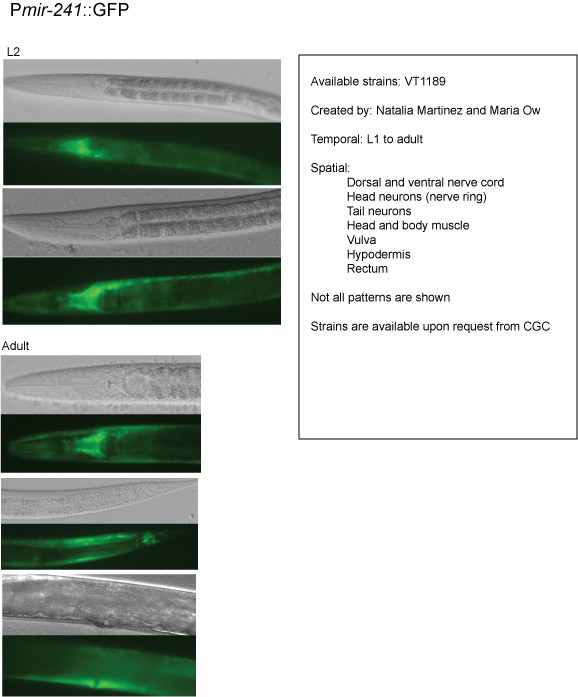 Pmir-241::GFP
L2
Available strains: VT1189
Created by: Natalia Martinez and Maria Ow
Temporal: L1 to adult
Spatial:
Dorsal and ventral nerve cord
Head neurons (nerve ring)
Tail neurons
Head and body muscle
Vulva
Hypodermis
Rectum
Not all patterns are shown
Strains are available upon request from CGC
Adult